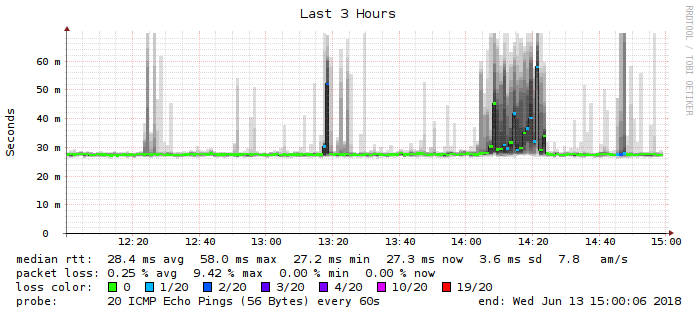 Last 3 Hours
RRDTOOL / TOBI OETIKER
Seconds
60 m
50 m
40 m
30 m
20 m
10 m
0
12:20 12:40 13:00 13:20 13:40 14:00 14:20 14:40 15:00
median rtt: 28.4 ms avg 58.0 ms max 27.2 ms min 27.3 ms now 3.6 ms sd 7.8 am/s
packet loss: 0.25 % avg 9.42 % max 0.00 % min 0.00 % now
loss color: 0 1/20 2/20 3/20 4/20 10/20 19/20
probe: 20 ICMP Echo Pings (56 Bytes) every 60s end: Wed Jun 13 15:00:06 2018